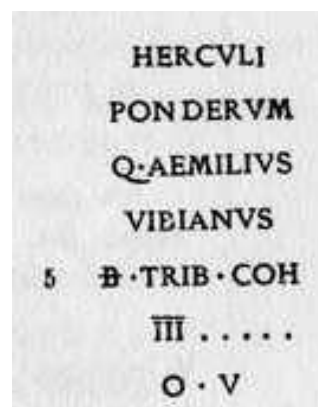 HERCVLI
PONDERVM
Q·AEMILIVS
VIBIANVS
5 B·TRIB·COH
III . . . . .
O·V